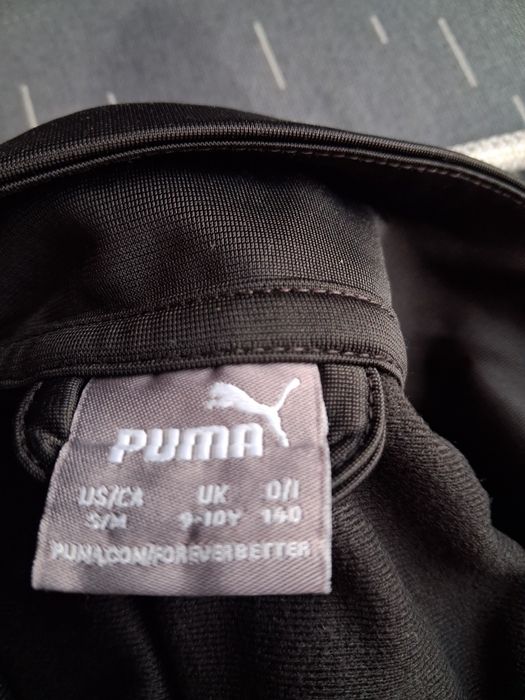 PUMA
US/CA UK D/I
S/M 9-10Y 140
PUMA.COM/FOREVERBETTER